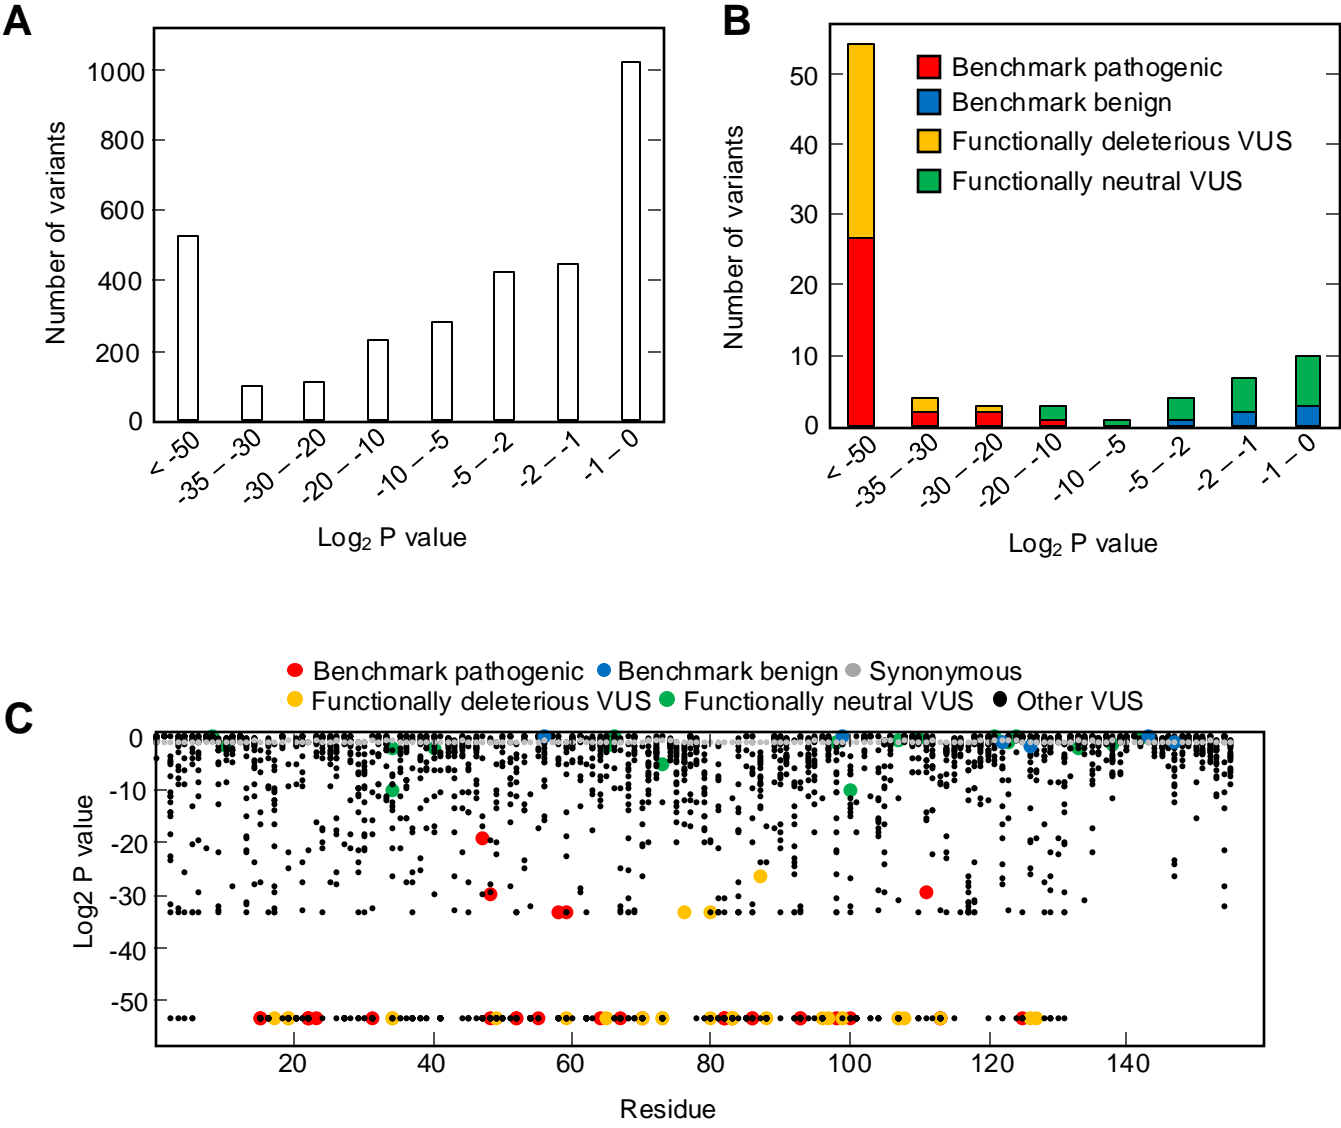 A
1000
800
600
400
200
0
Number of variants
< -50
-35 – -30
-30 – -20
-20 – -10
-10 – -5
-5 – -2
-2 – -1
-1 – 0
Log2 P value
B
50
40
30
20
10
0
Number of variants
Benchmark pathogenic
Benchmark benign
Functionally deleterious VUS
Functionally neutral VUS
< -50
-35 – -30
-30 – -20
-20 – -10
-10 – -5
-5 – -2
-2 – -1
-1 – 0
Log2 P value
C
Benchmark pathogenic Benchmark benign Synonymous
Functionally deleterious VUS Functionally neutral VUS Other VUS
0
-10
-20
-30
-40
-50
Log2 P value
20 40 60 80 100 120 140
Residue